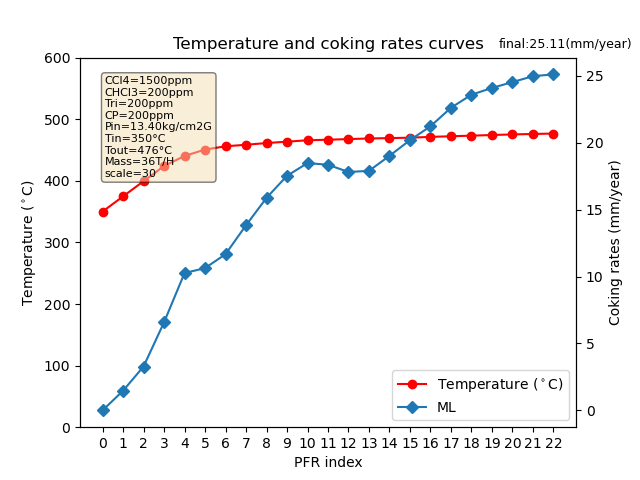 Temperature and coking rates curves
final:25.11(mm/year)
CCl4=1500ppm
CHCl3=200ppm
Tri=200ppm
CP=200ppm
Pin=13.40kg/cm2G
Tin=350°C
Tout=476°C
Mass=36T/H
scale=30
600
500
400
300
200
100
0
Temperature (°C)
25
20
15
10
5
0
Coking rates (mm/year)
Temperature (°C)
ML
0 1 2 3 4 5 6 7 8 9 10 11 12 13 14 15 16 17 18 19 20 21 22
PFR index